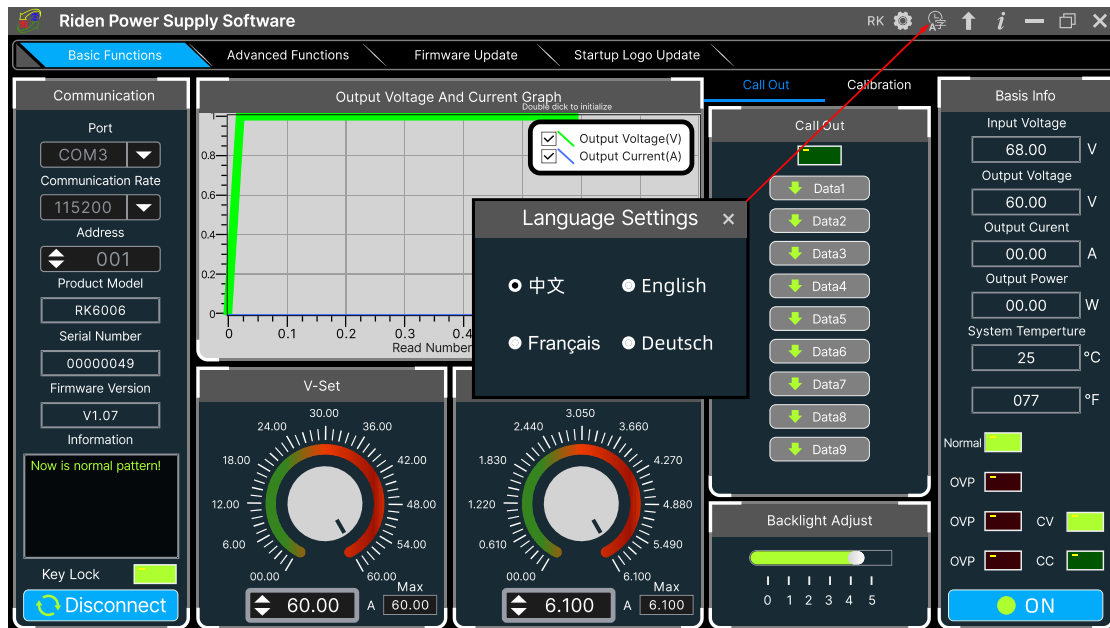 Riden Power Supply Software
RK
Basic Functions
Advanced Functions
Firmware Update
Startup Logo Update
Communication
Port
COM3
Communication Rate
115200
Address
001
Product Model
RK6006
Serial Number
00000049
Firmware Version
V1.07
Information
Now is normal pattern!
Key Lock
Disconnect
Output Voltage And Current Graph
Double click to initialize
Output Voltage(V)
Output Current(A)
1
0.8
0.6
0.4
0.2
0
0 0.1 0.2 0.3 0.4
Read Number
Language Settings
中文
English
Français
Deutsch
V-Set
30.00
24.00 36.00
18.00 42.00
12.00 48.00
6.00 54.00
00.00 60.00
Max
60.00 A 60.00
3.050
2.440 3.660
1.830 4.270
1.220 4.880
0.610 5.490
00.00 6.100
Max
6.100 A 6.100
Call Out
Calibration
Call Out
Data1
Data2
Data3
Data4
Data5
Data6
Data7
Data8
Data9
Backlight Adjust
0 1 2 3 4 5
Basis Info
Input Voltage
68.00 V
Output Voltage
60.00 V
Output Curent
00.00 A
Output Power
00.00 W
System Temperture
25 °C
077 °F
Normal
OVP
OVP CV
OVP CC
ON